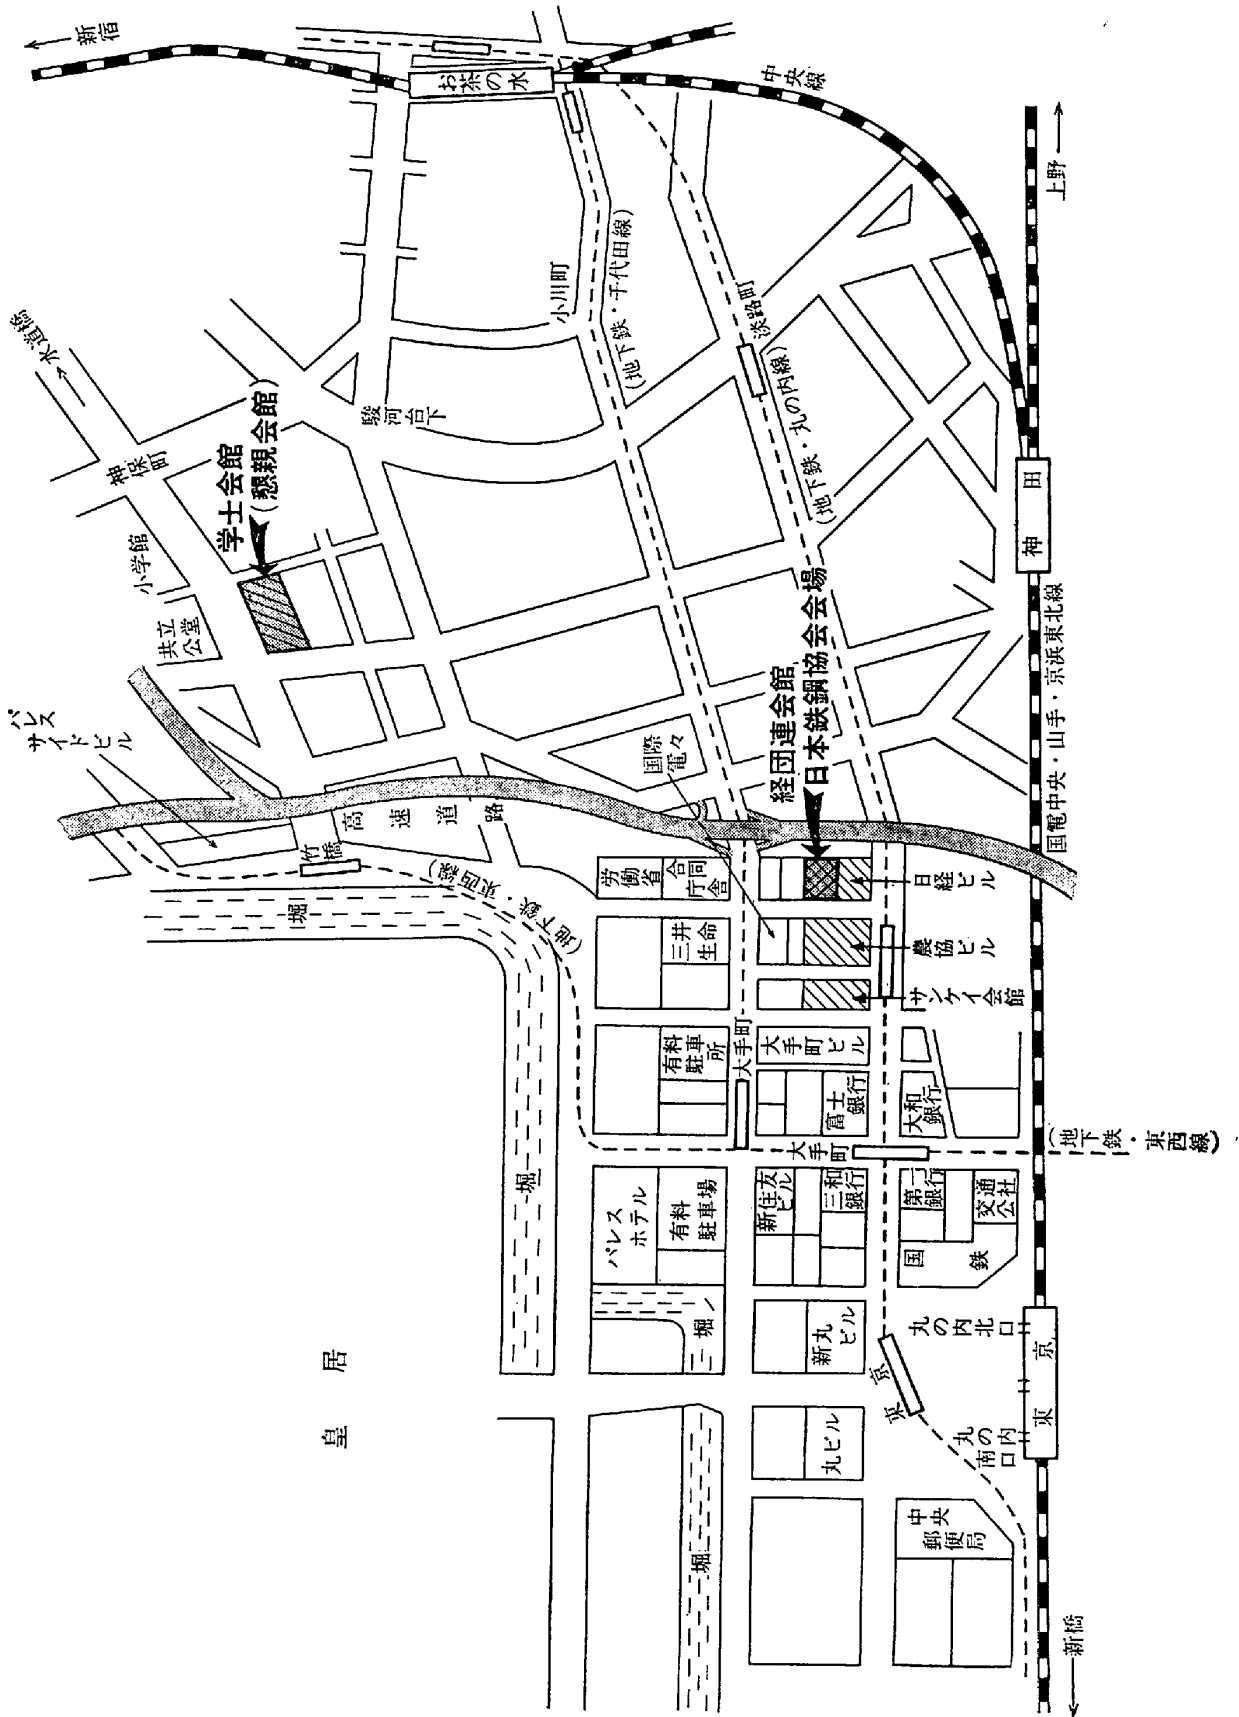 新宿
お茶の水
中央線
上野
水道橋
神保町
小学館
共立
公堂
学士会館
(懇親会館)
駿河台下
小川町
(地下鉄・千代田線)
淡路町
(地下鉄・丸の内線)
神田
パレス
サイドビル
竹橋
高速道路
(地下鉄・東西線)
国際
電々
経団連会館
日本鉄鋼協会会場
国電中央・山手・京浜東北線
堀
労働省
合同
庁舎
三井
生命
日経ビル
農協ビル
サンケイ会館
有料
駐車所
大手町
大手町ビル
富士
銀行
大和
銀行
大手町
(地下鉄・東西線)
堀
パレス
ホテル
有料
駐車場
新住友
ビル
三和
銀行
第一
銀行
交通
公社
国鉄
皇居
堀
新丸
ビル
東京
丸の内北口
東京
丸の内
南口
丸ビル
堀
中央
郵便局
新橋